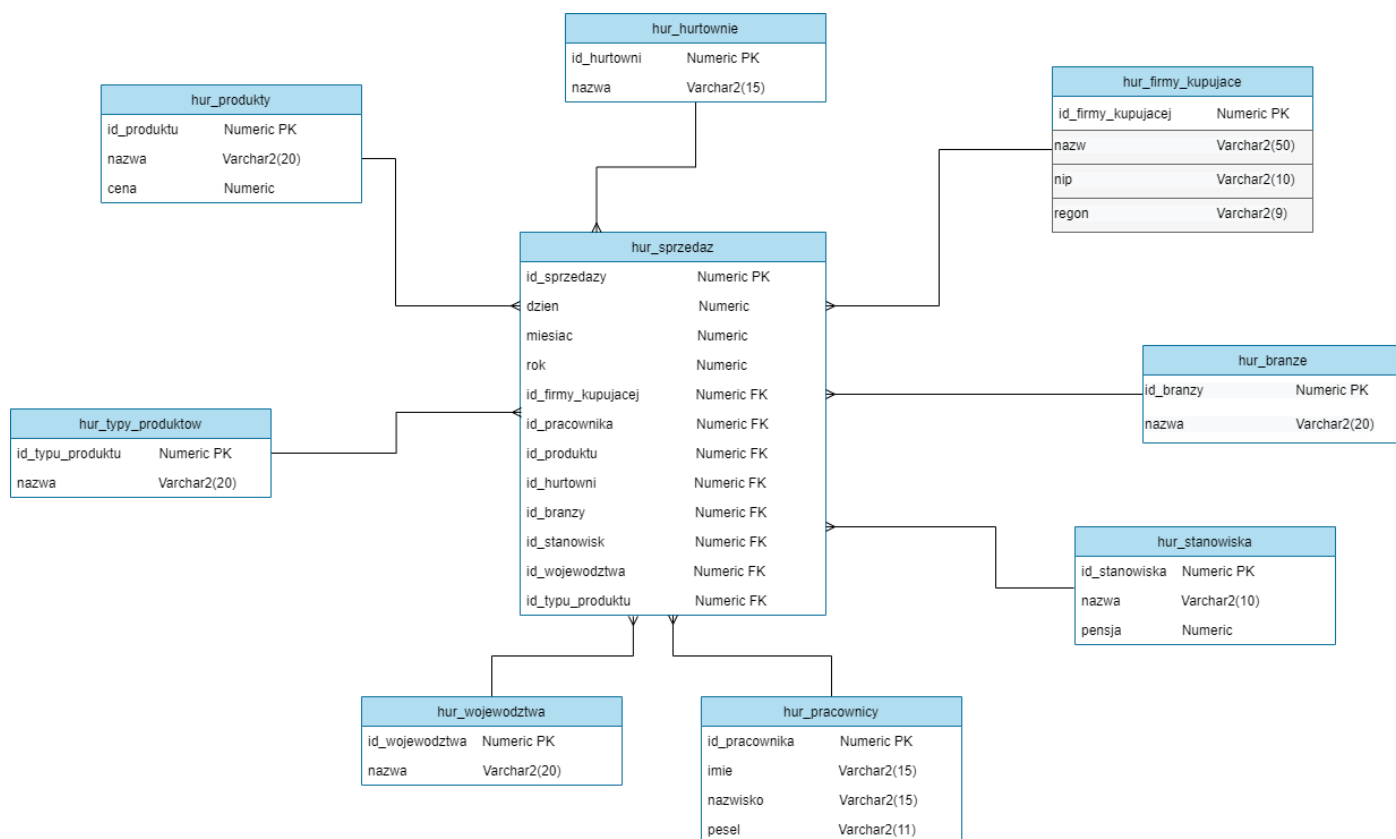 hur_hurtownie
id_hurtowni Numeric PK
nazwa Varchar2(15)
hur_produkty
id_produktu Numeric PK
nazwa Varchar2(20)
cena Numeric
hur_firmy_kupujace
id_firmy_kupujacej Numeric PK
nazw Varchar2(50)
nip Varchar2(10)
regon Varchar2(9)
hur_sprzedaz
id_sprzedazy Numeric PK
dzien Numeric
miesiac Numeric
rok Numeric
id_firmy_kupujacej Numeric FK
id_pracownika Numeric FK
id_produktu Numeric FK
id_hurtowni Numeric FK
id_branzy Numeric FK
id_stanowisk Numeric FK
id_wojewodztwa Numeric FK
id_typu_produktu Numeric FK
hur_branze
id_branzy Numeric PK
nazwa Varchar2(20)
hur_typy_produktow
id_typu_produktu Numeric PK
nazwa Varchar2(20)
hur_stanowiska
id_stanowiska Numeric PK
nazwa Varchar2(10)
pensja Numeric
hur_wojewodztwa
id_wojewodztwa Numeric PK
nazwa Varchar2(20)
hur_pracownicy
id_pracownika Numeric PK
imie Varchar2(15)
nazwisko Varchar2(15)
pesel Varchar2(11)